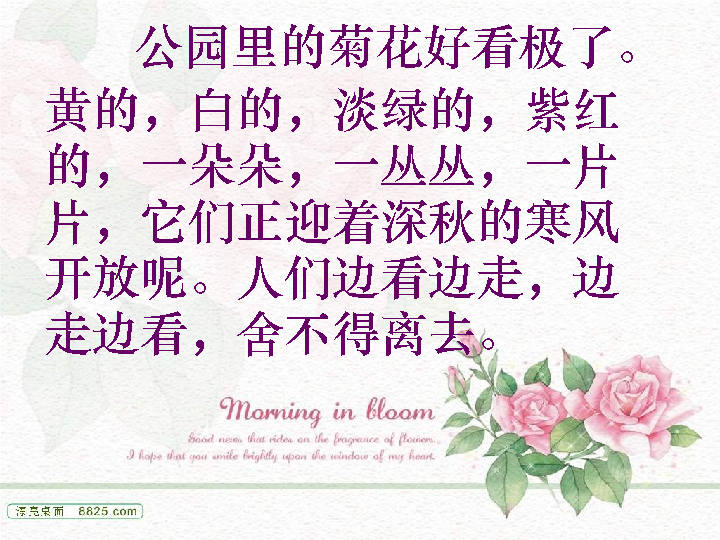 公园里的菊花好看极了。
黄的，白的，淡绿的，紫红
的，一朵朵，一丛丛，一片
片，它们正迎着深秋的寒风
开放呢。人们边看边走，边
走边看，舍不得离去。
Morning in bloom
Good news that rides on the fragrance of flowers...
I hope that you smile brightly upon the window of my heart.
漂亮桌面 8825.com